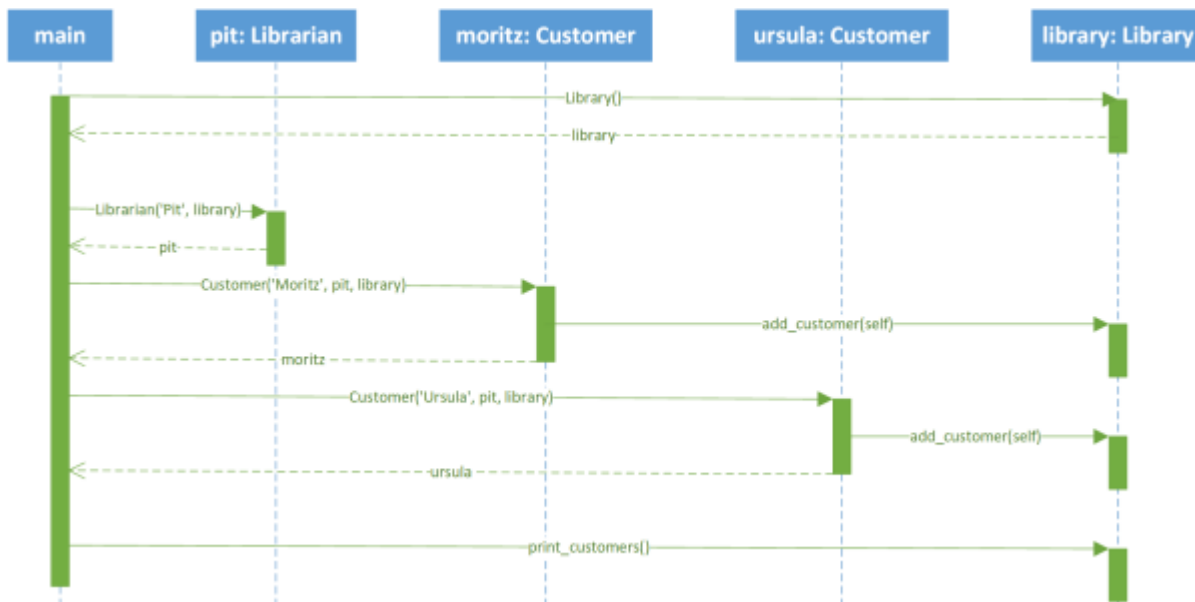 main
pit: Librarian
moritz: Customer
ursula: Customer
library: Library
Library()
library
Librarian('Pit', library)
pit
Customer('Moritz', pit, library)
add_customer(self)
moritz
Customer('Ursula', pit, library)
add_customer(self)
ursula
print_customers()